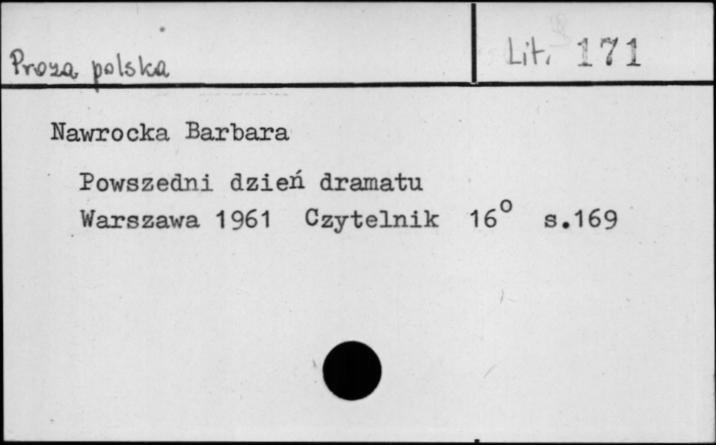 Proza polska
Lit. 171
Nawrocka Barbara
Powszedni dzień dramatu
Warszawa 1961 Czytelnik 16° s.169